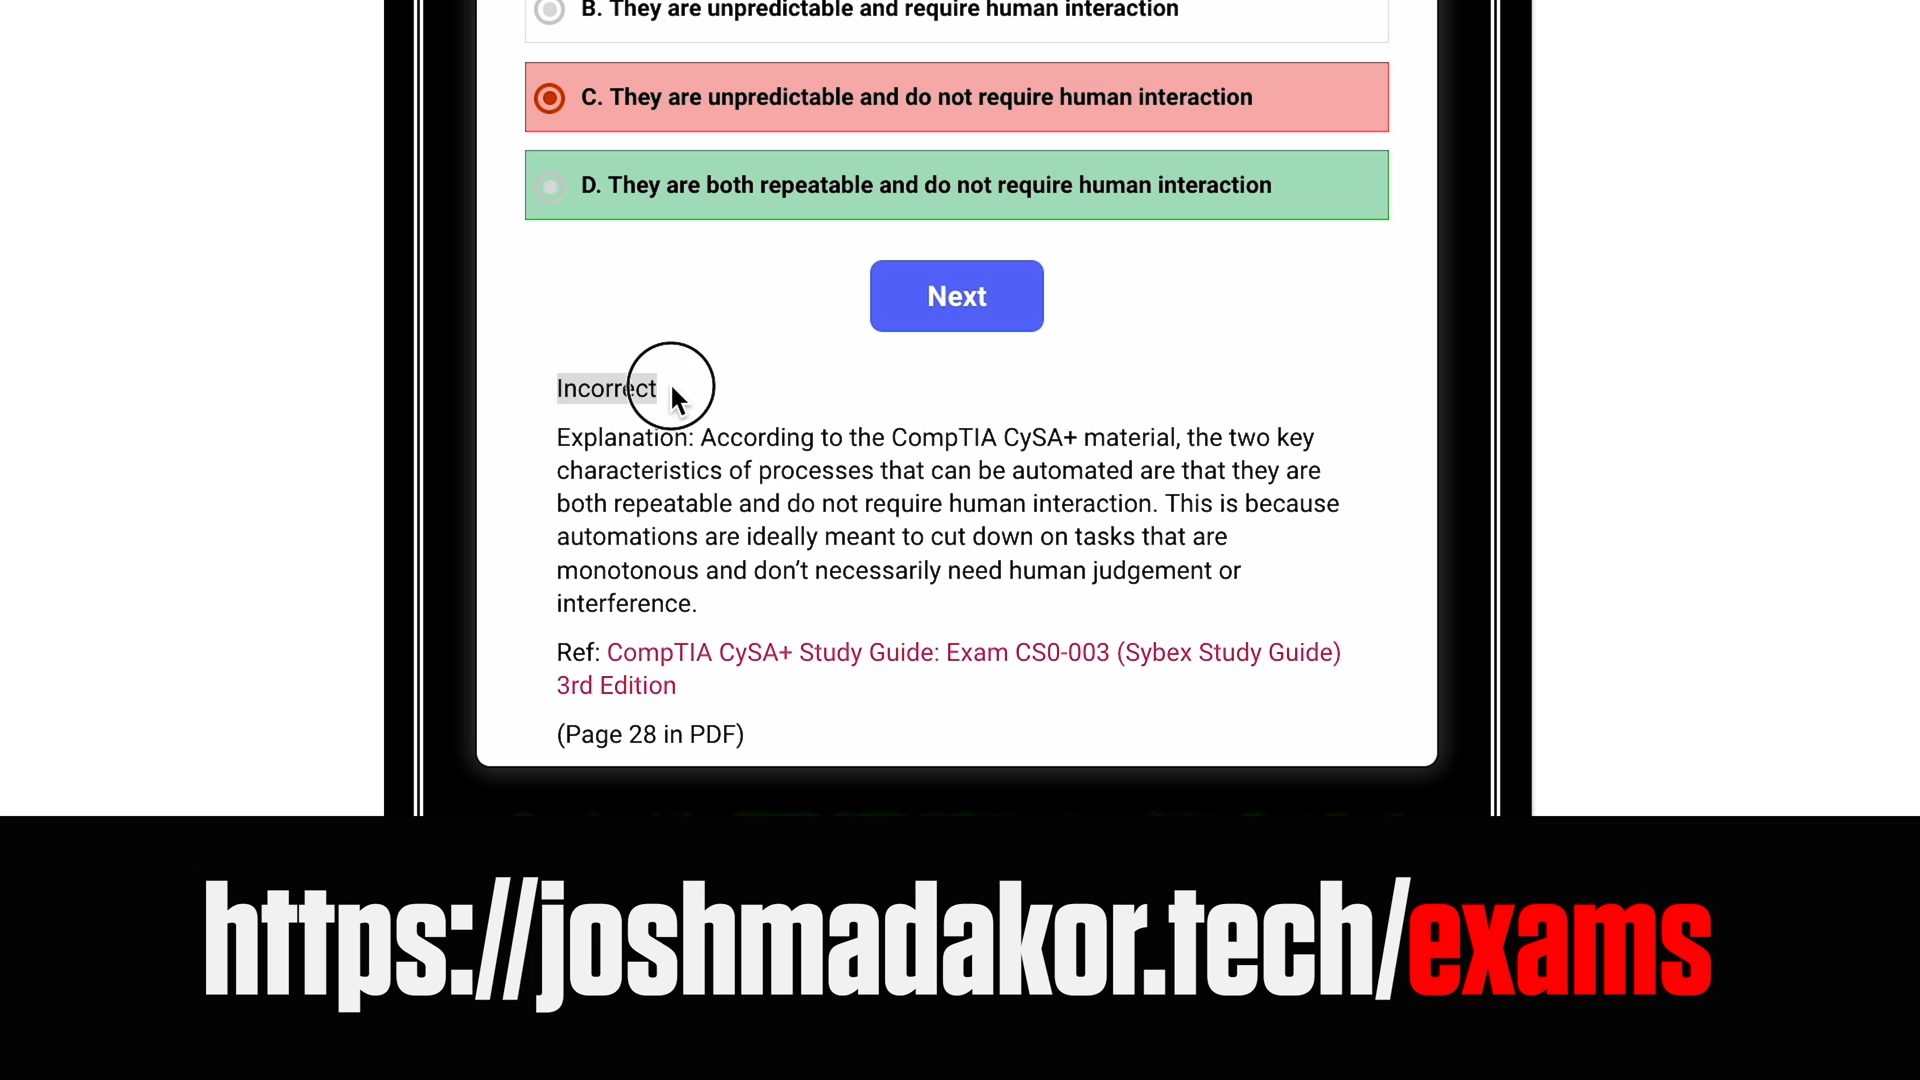 B. They are unpredictable and require human interaction
C. They are unpredictable and do not require human interaction
D. They are both repeatable and do not require human interaction
Next
Incorrect
Explanation: According to the CompTIA CySA+ material, the two key
characteristics of processes that can be automated are that they are
both repeatable and do not require human interaction. This is because
automations are ideally meant to cut down on tasks that are
monotonous and don’t necessarily need human judgement or
interference.
Ref: CompTIA CySA+ Study Guide: Exam CS0-003 (Sybex Study Guide)
3rd Edition
(Page 28 in PDF)
https://joshmadakor.tech/exams